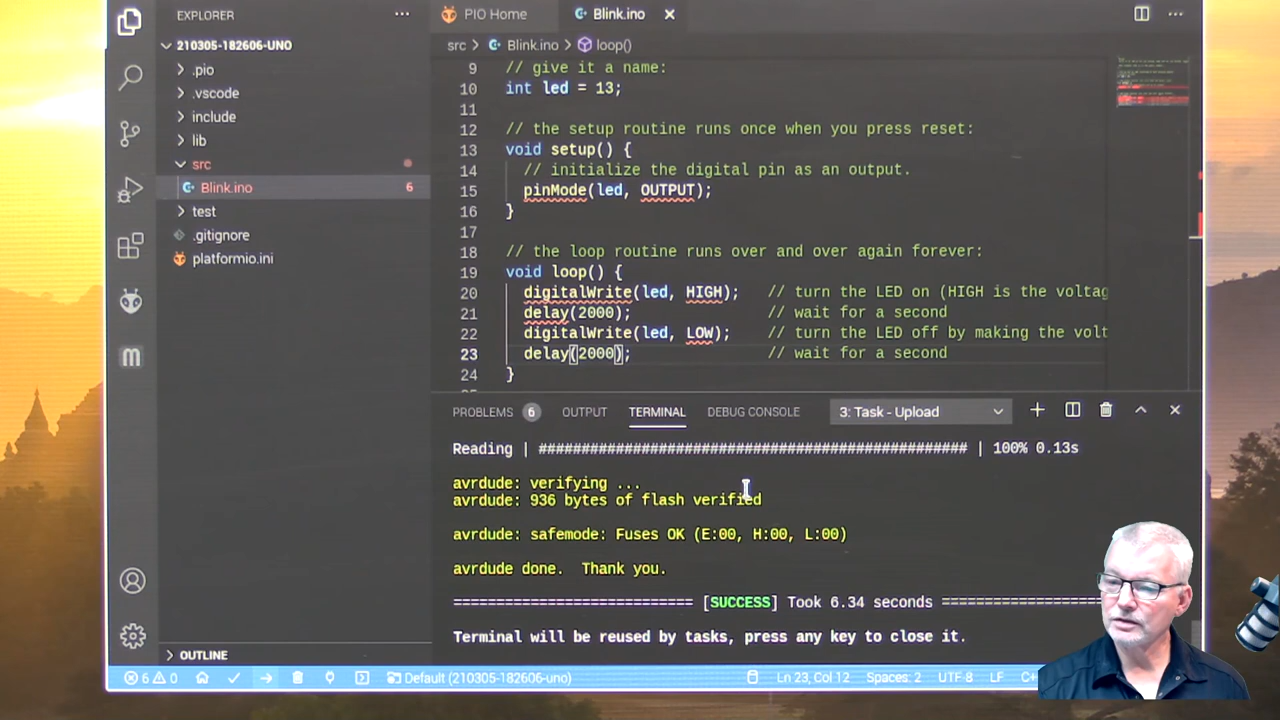 EXPLORER
210305-182606-UNO
.pio
.vscode
include
lib
src
Blink.ino 6
test
.gitignore
platformio.ini
OUTLINE
PIO Home
Blink.ino
src > Blink.ino > loop()
9 // give it a name:
10 int led = 13;
11
12 // the setup routine runs once when you press reset:
13 void setup() {
14 // initialize the digital pin as an output.
15 pinMode(led, OUTPUT);
16 }
17
18 // the loop routine runs over and over again forever:
19 void loop() {
20 digitalWrite(led, HIGH); // turn the LED on (HIGH is the voltag
21 delay(2000); // wait for a second
22 digitalWrite(led, LOW); // turn the LED off by making the volt
23 delay(2000); // wait for a second
24 }
PROBLEMS 6 OUTPUT TERMINAL DEBUG CONSOLE 3: Task - Upload
Reading | ################################################## | 100% 0.13s
avrdude: verifying ...
avrdude: 936 bytes of flash verified
avrdude: safemode: Fuses OK (E:00, H:00, L:00)
avrdude done.  Thank you.
============================ [SUCCESS] Took 6.34 seconds ===================
Terminal will be reused by tasks, press any key to close it.
6 0 Default (210305-182606-uno) Ln 23, Col 12 Spaces: 2 UTF-8 LF